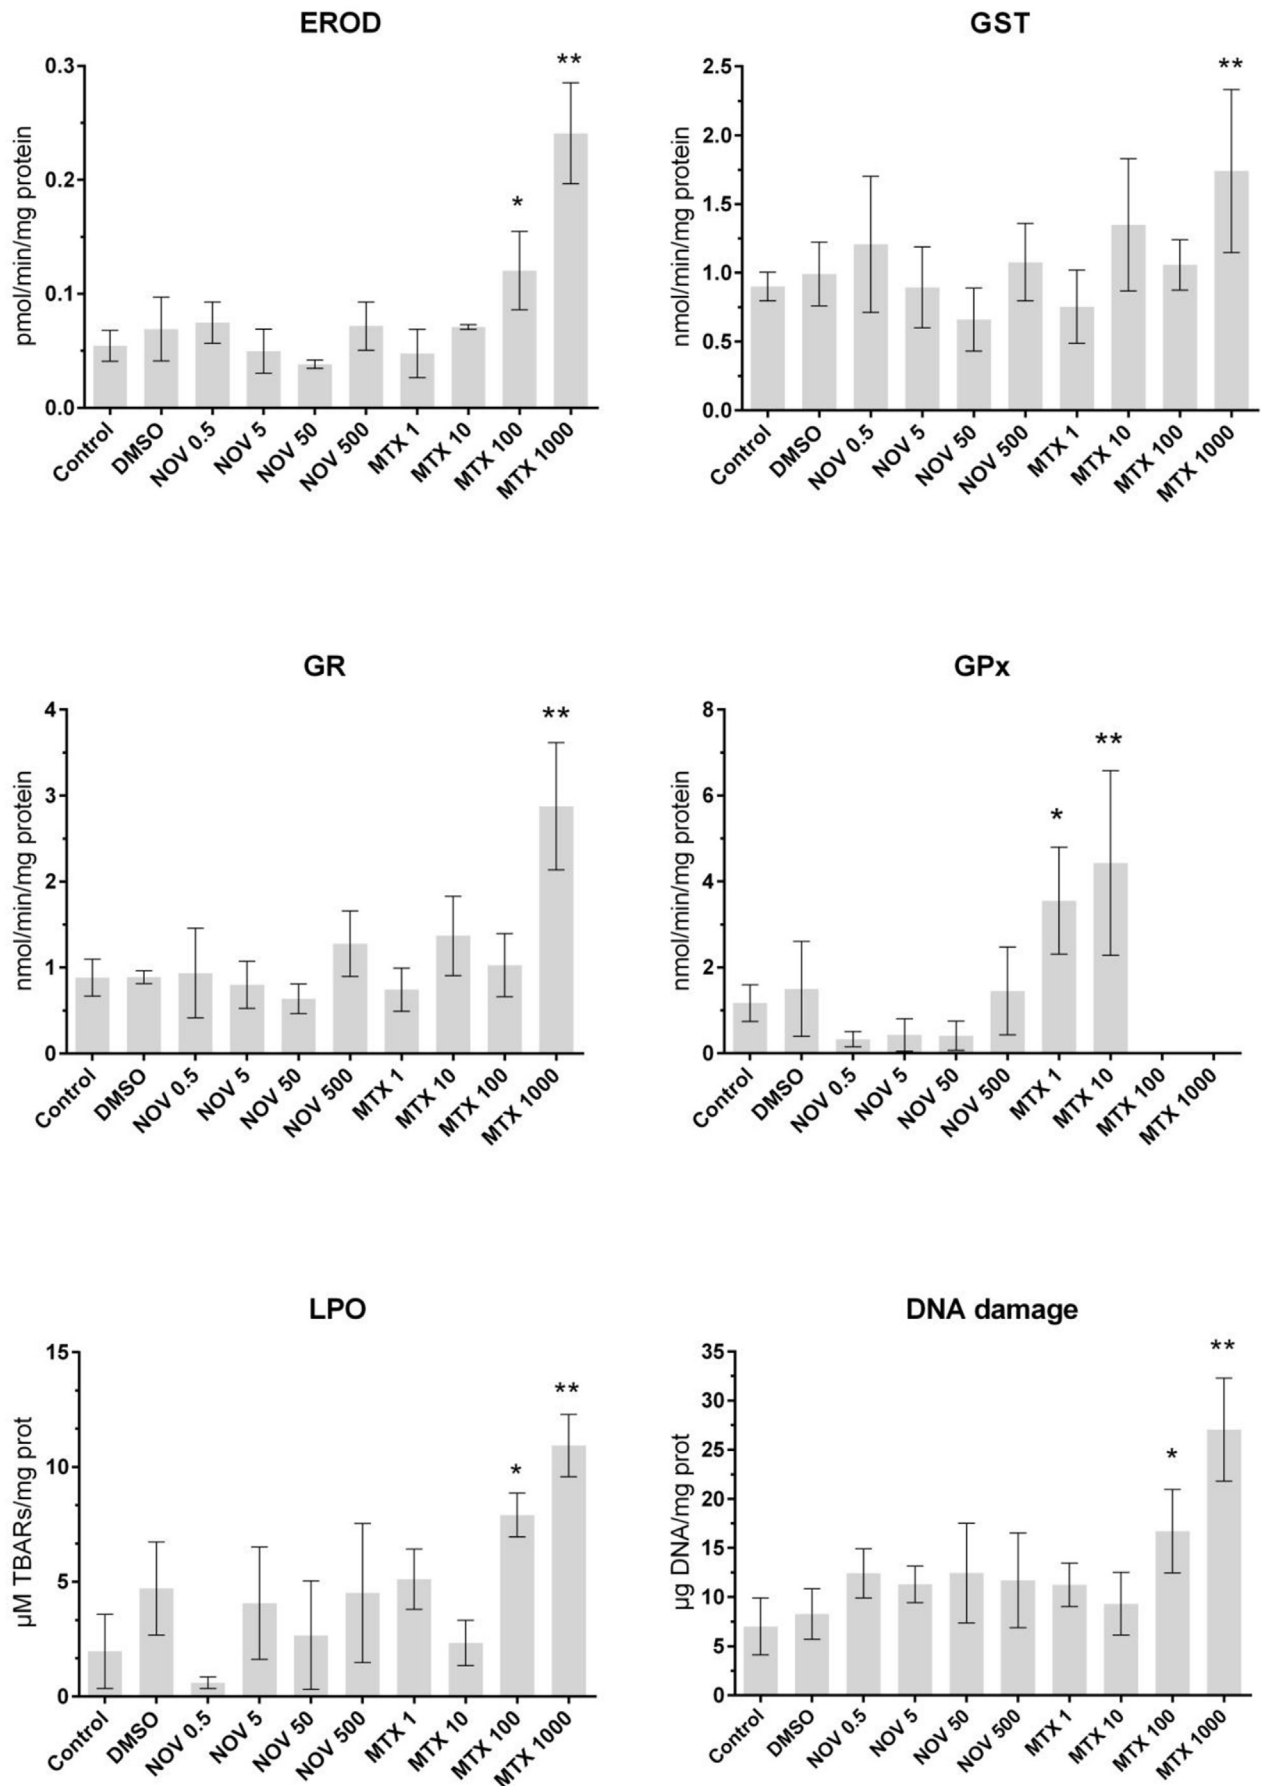 EROD
GST
**
0.3
0.2
0.1
0.0
pmol/min/mg protein
*
Control
DMSO
NOV 0.5
NOV 5
NOV 50
NOV 500
MTX 1
MTX 10
MTX 100
MTX 1000
**
2.5
2.0
1.5
1.0
0.5
0.0
nmol/min/mg protein
Control
DMSO
NOV 0.5
NOV 5
NOV 50
NOV 500
MTX 1
MTX 10
MTX 100
MTX 1000
GR
GPx
4
3
2
1
0
nmol/min/mg protein
**
Control
DMSO
NOV 0.5
NOV 5
NOV 50
NOV 500
MTX 1
MTX 10
MTX 100
MTX 1000
8
6
4
2
0
nmol/min/mg protein
*
**
Control
DMSO
NOV 0.5
NOV 5
NOV 50
NOV 500
MTX 1
MTX 10
MTX 100
MTX 1000
LPO
DNA damage
15
10
5
0
µM TBARs/mg prot
*
**
Control
DMSO
NOV 0.5
NOV 5
NOV 50
NOV 500
MTX 1
MTX 10
MTX 100
MTX 1000
35
30
25
20
15
10
5
0
µg DNA/mg prot
*
**
Control
DMSO
NOV 0.5
NOV 5
NOV 50
NOV 500
MTX 1
MTX 10
MTX 100
MTX 1000